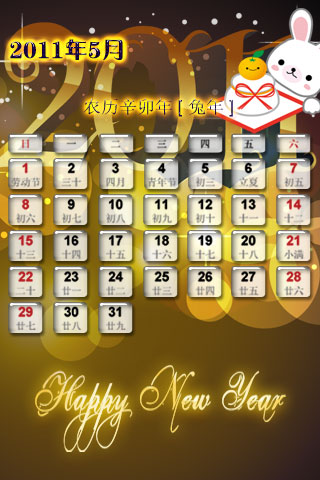 2011
2011年5月
农历辛卯年 [ 兔年 ]
日 一 二 三 四 五 六
1 2 3 4 5 6 7
劳动节 三十 四月 青年节 初三 立夏 初五
8 9 10 11 12 13 14
初六 初七 初八 初九 初十 十一 十二
15 16 17 18 19 20 21
十三 十四 十五 十六 十七 十八 小满
22 23 24 25 26 27 28
二十 廿一 廿二 廿三 廿四 廿五 廿六
29 30 31
廿七 廿八 廿九
Happy New Year